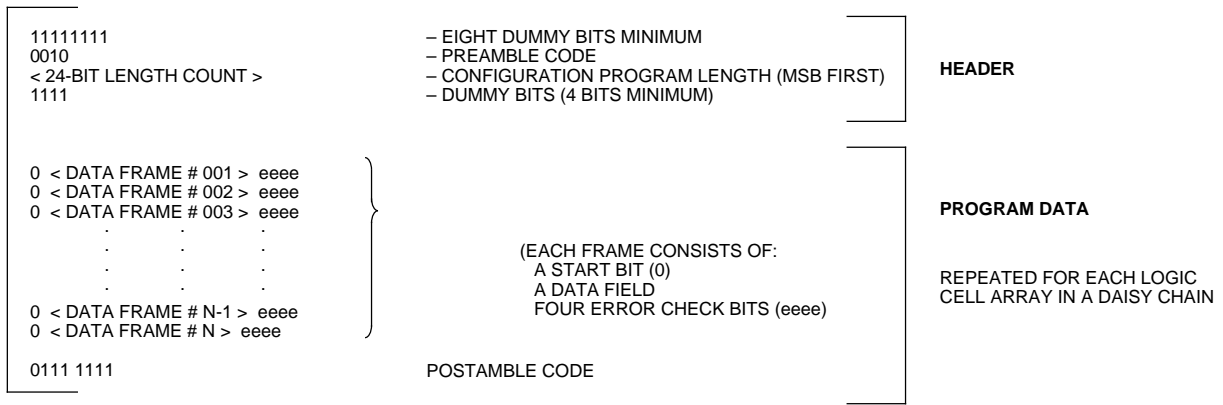 11111111 – EIGHT DUMMY BITS MINIMUM
0010 – PREAMBLE CODE
< 24-BIT LENGTH COUNT > – CONFIGURATION PROGRAM LENGTH (MSB FIRST)
1111 – DUMMY BITS (4 BITS MINIMUM)
HEADER
0 < DATA FRAME # 001 > eeee
0 < DATA FRAME # 002 > eeee
0 < DATA FRAME # 003 > eeee
. . .
. . .
. . .
. . .
0 < DATA FRAME # N-1 > eeee
0 < DATA FRAME # N > eeee
(EACH FRAME CONSISTS OF:
A START BIT (0)
A DATA FIELD
FOUR ERROR CHECK BITS (eeee)
PROGRAM DATA
REPEATED FOR EACH LOGIC
CELL ARRAY IN A DAISY CHAIN
0111 1111 POSTAMBLE CODE